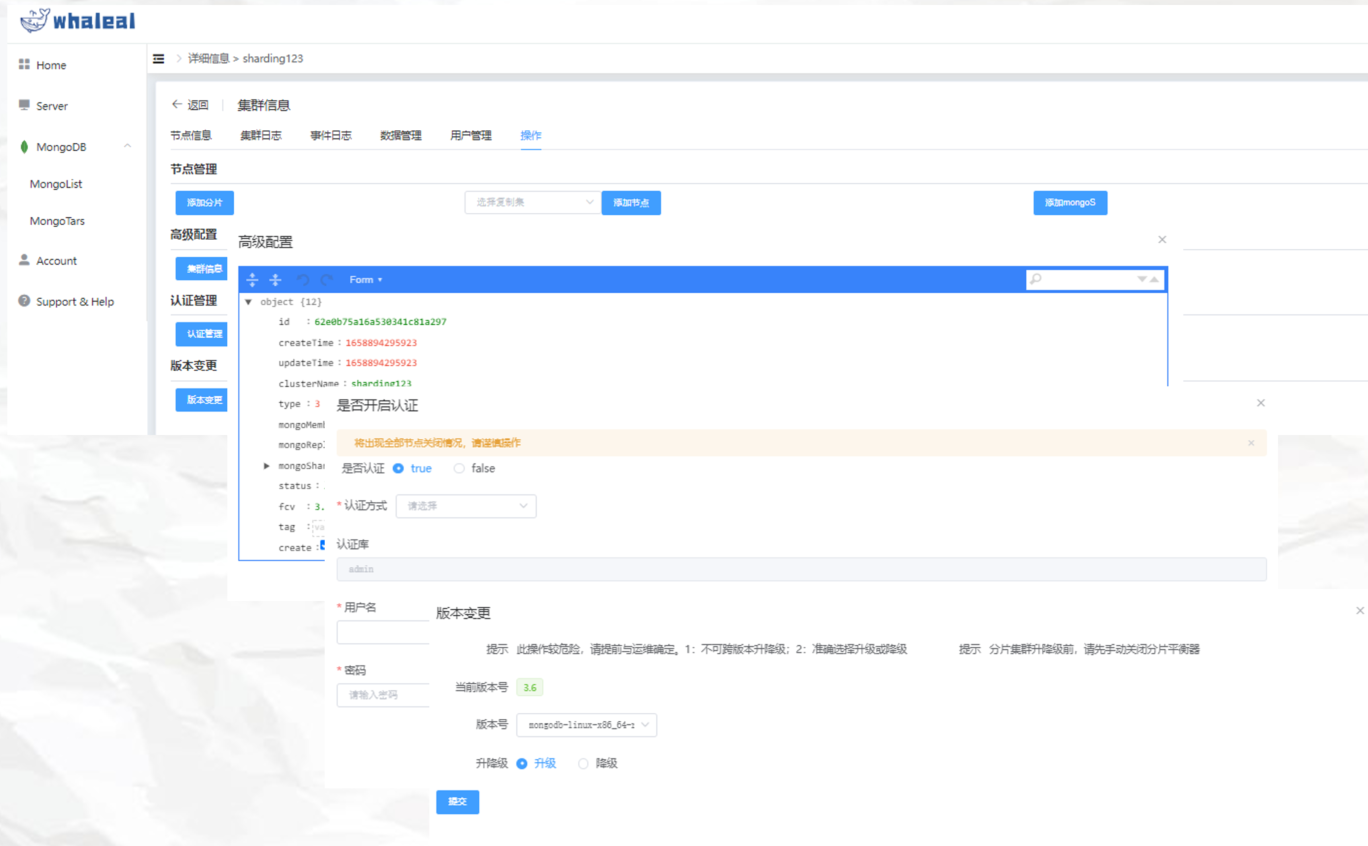 whaleal
Home
Server
MongoDB
MongoList
MongoTars
Account
Support & Help
详细信息 > sharding123
返回 集群信息
节点信息 集群日志 事件日志 数据管理 用户管理 操作
节点管理
添加分片 选择复制集 添加节点 添加mongoS
高级配置
集群信息
认证管理
认证管理
版本变更
版本变更
高级配置
Form
object {12}
id : 62e0b75a16a530341c81a297
createTime : 1658894295923
updateTime : 1658894295923
clusterName : sharding123
type : 3
mongoMem
mongoRepl
mongoShar
status :
fcv : 3.
tag : va
create :
是否开启认证
将出现全部节点关闭情况，请谨慎操作
是否认证 true false
* 认证方式 请选择
认证库
admin
* 用户名
* 密码
请输入密码
版本变更
提示 此操作较危险，请提前与运维确定。1：不可跨版本升降级；2：准确选择升级或降级 提示 分片集群升降级前，请先手动关闭分片平衡器
当前版本号 3.6
版本号 mongodb-linux-x86_64-
升降级 升级 降级
提交